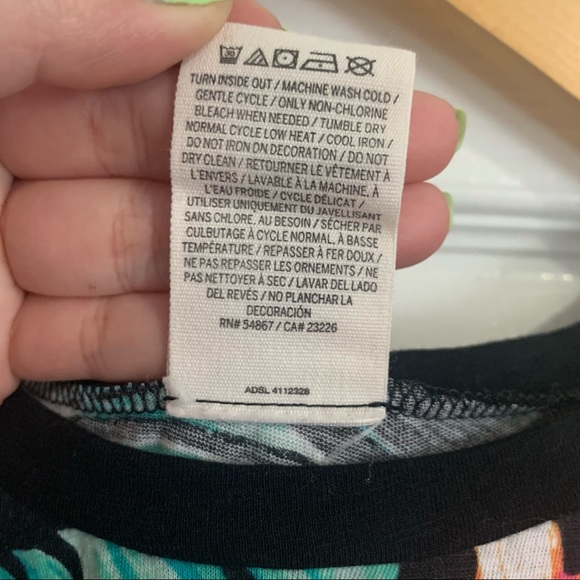 30
TURN INSIDE OUT / MACHINE WASH COLD /
GENTLE CYCLE / ONLY NON-CHLORINE
BLEACH WHEN NEEDED / TUMBLE DRY
NORMAL CYCLE LOW HEAT / COOL IRON /
DO NOT IRON ON DECORATION / DO NOT
DRY CLEAN / RETOURNER LE VÊTEMENT À
L'ENVERS / LAVABLE À LA MACHINE, À
L'EAU FROIDE / CYCLE DÉLICAT /
UTILISER UNIQUEMENT DU JAVELLISANT
SANS CHLORE, AU BESOIN / SÉCHER PAR
CULBUTAGE À CYCLE NORMAL, À BASSE
TEMPÉRATURE / REPASSER À FER DOUX /
NE PAS REPASSER LES ORNEMENTS / NE
PAS NETTOYER À SEC / LAVAR DEL LADO
DEL REVÉS / NO PLANCHAR LA
DECORACIÓN
RN# 54867 / CA# 23226
ADSL 4112328